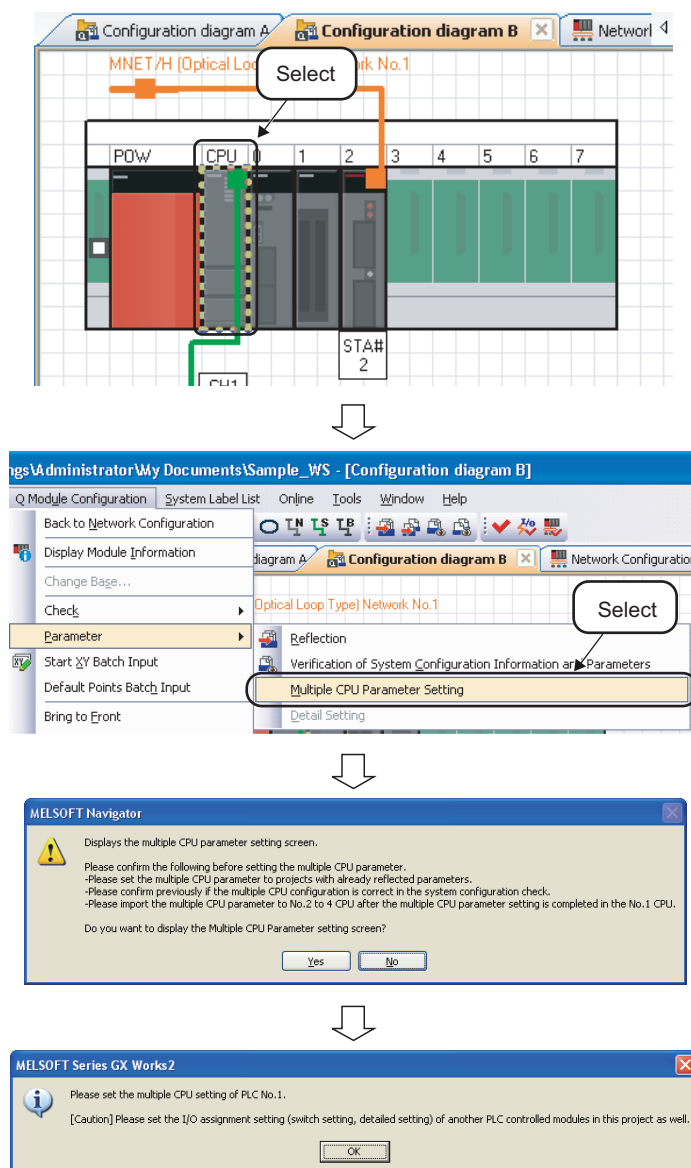 Configuration diagram A
Configuration diagram B
Networl
MNET/H (Optical Loo
rk No.1
Select
POW CPU 0 1 2 3 4 5 6 7
STA#
2
CH1
ngs\Administrator\My Documents\Sample_WS - [Configuration diagram B]
Q Module Configuration System Label List Online Tools Window Help
Back to Network Configuration
Display Module Information
diagram A Configuration diagram B Network Configuratio
Change Base...
Check
Optical Loop Type) Network No.1
Select
Parameter
Reflection
Start XY Batch Input
Verification of System Configuration Information and Parameters
Default Points Batch Input
Multiple CPU Parameter Setting
Bring to Front
Detail Setting
MELSOFT Navigator
Displays the multiple CPU parameter setting screen.
Please confirm the following before setting the multiple CPU parameter.
-Please set the multiple CPU parameter to projects with already reflected parameters.
-Please confirm previously if the multiple CPU configuration is correct in the system configuration check.
-Please import the multiple CPU parameter to No.2 to 4 CPU after the multiple CPU parameter setting is completed in the No.1 CPU.
Do you want to display the Multiple CPU Parameter setting screen?
Yes No
MELSOFT Series GX Works2
Please set the multiple CPU setting of PLC No.1.
[Caution] Please set the I/O assignment setting (switch setting, detailed setting) of another PLC controlled modules in this project as well.
OK